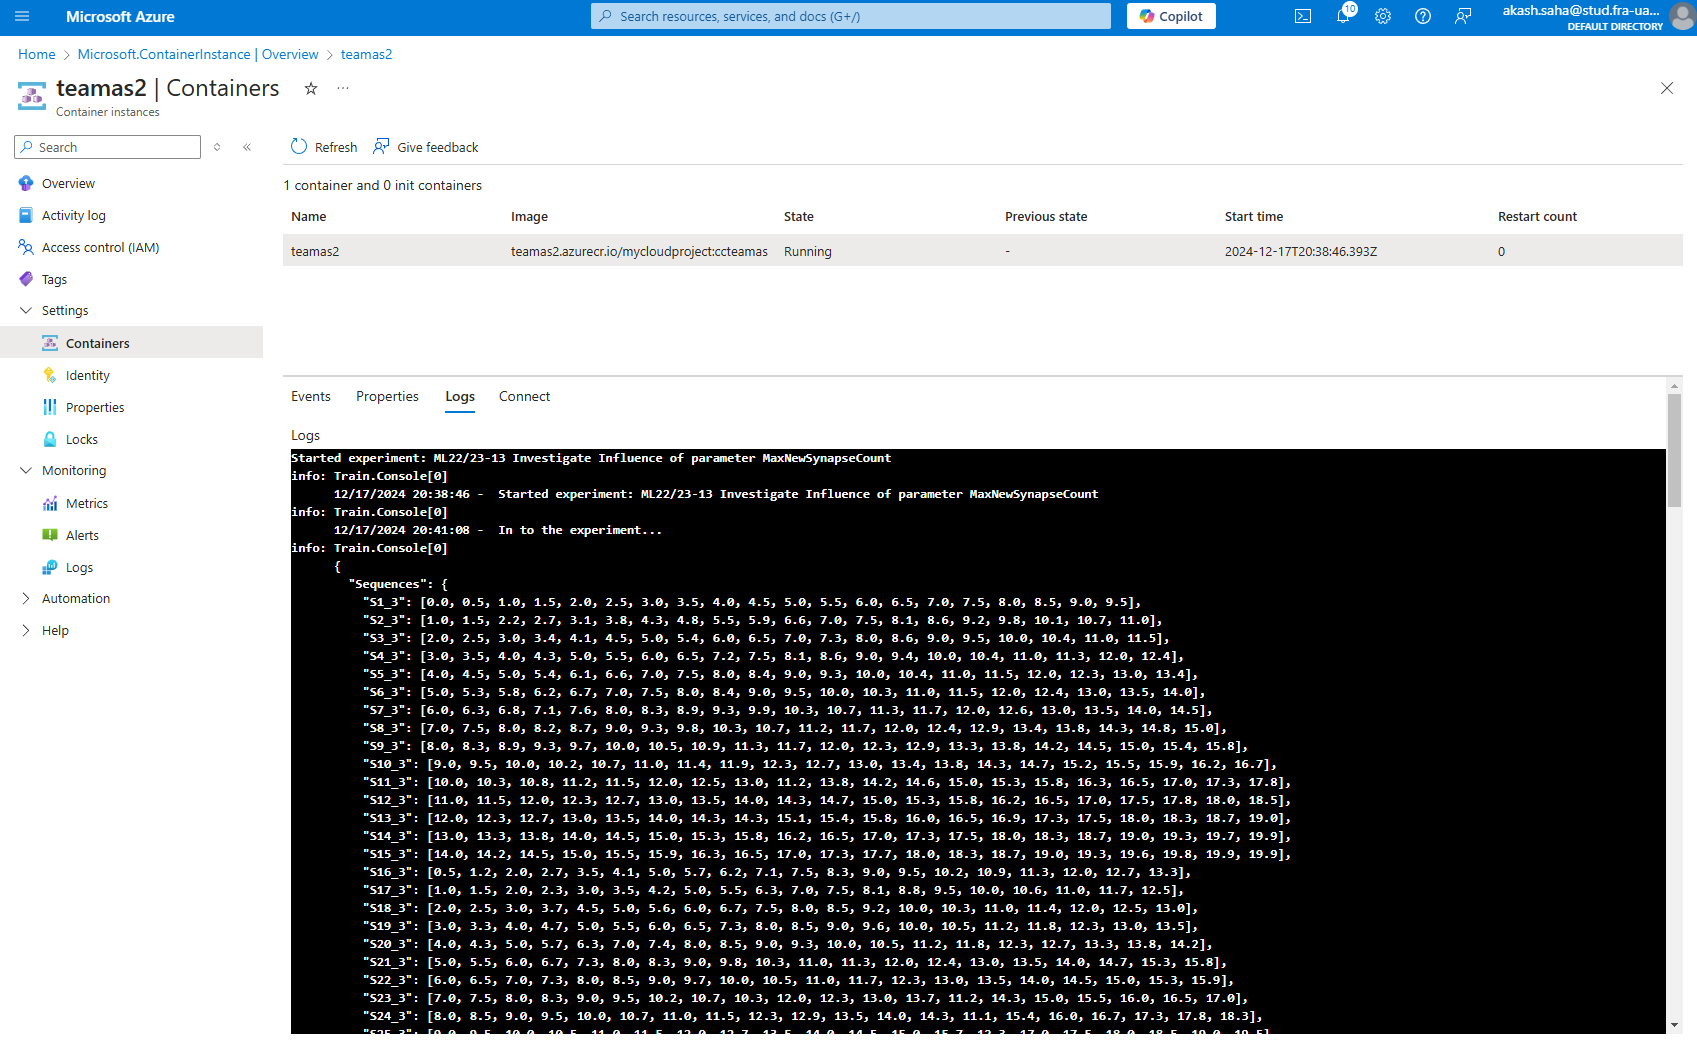 Microsoft Azure
Search resources, services, and docs (G+/)
Copilot
10
akash.saha@stud.fra-ua...
DEFAULT DIRECTORY
Home > Microsoft.ContainerInstance | Overview > teamas2
teamas2 | Containers
Container instances
Search
Refresh
Give feedback
Overview
Activity log
Access control (IAM)
Tags
Settings
Containers
Identity
Properties
Locks
Monitoring
Metrics
Alerts
Logs
Automation
Help
1 container and 0 init containers
Name Image State Previous state Start time Restart count
teamas2 teamas2.azurecr.io/mycloudproject:ccteamas Running - 2024-12-17T20:38:46.393Z 0
Events Properties Logs Connect
Logs
Started experiment: ML22/23-13 Investigate Influence of parameter MaxNewSynapseCount
info: Train.Console[0]
12/17/2024 20:38:46 - Started experiment: ML22/23-13 Investigate Influence of parameter MaxNewSynapseCount
info: Train.Console[0]
12/17/2024 20:41:08 - In to the experiment...
info: Train.Console[0]
{
"Sequences": {
"S1_3": [0.0, 0.5, 1.0, 1.5, 2.0, 2.5, 3.0, 3.5, 4.0, 4.5, 5.0, 5.5, 6.0, 6.5, 7.0, 7.5, 8.0, 8.5, 9.0, 9.5],
"S2_3": [1.0, 1.5, 2.2, 2.7, 3.1, 3.8, 4.3, 4.8, 5.5, 5.9, 6.6, 7.0, 7.5, 8.1, 8.6, 9.2, 9.8, 10.1, 10.7, 11.0],
"S3_3": [2.0, 2.5, 3.0, 3.4, 4.1, 4.5, 5.0, 5.4, 6.0, 6.5, 7.0, 7.3, 8.0, 8.6, 9.0, 9.5, 10.0, 10.4, 11.0, 11.5],
"S4_3": [3.0, 3.5, 4.0, 4.3, 5.0, 5.5, 6.0, 6.5, 7.2, 7.5, 8.1, 8.6, 9.0, 9.4, 10.0, 10.4, 11.0, 11.3, 12.0, 12.4],
"S5_3": [4.0, 4.5, 5.0, 5.4, 6.1, 6.6, 7.0, 7.5, 8.0, 8.4, 9.0, 9.3, 10.0, 10.4, 11.0, 11.5, 12.0, 12.3, 13.0, 13.4],
"S6_3": [5.0, 5.3, 5.8, 6.2, 6.7, 7.0, 7.5, 8.0, 8.4, 9.0, 9.5, 10.0, 10.3, 11.0, 11.5, 12.0, 12.4, 13.0, 13.5, 14.0],
"S7_3": [6.0, 6.3, 6.8, 7.1, 7.6, 8.0, 8.3, 8.9, 9.3, 9.9, 10.3, 10.7, 11.3, 11.7, 12.0, 12.6, 13.0, 13.5, 14.0, 14.5],
"S8_3": [7.0, 7.5, 8.0, 8.2, 8.7, 9.0, 9.3, 9.8, 10.3, 10.7, 11.2, 11.7, 12.0, 12.4, 12.9, 13.4, 13.8, 14.3, 14.8, 15.0],
"S9_3": [8.0, 8.3, 8.9, 9.3, 9.7, 10.0, 10.5, 10.9, 11.3, 11.7, 12.0, 12.3, 12.9, 13.3, 13.8, 14.2, 14.5, 15.0, 15.4, 15.8],
"S10_3": [9.0, 9.5, 10.0, 10.2, 10.7, 11.0, 11.4, 11.9, 12.3, 12.7, 13.0, 13.4, 13.8, 14.3, 14.7, 15.2, 15.5, 15.9, 16.2, 16.7],
"S11_3": [10.0, 10.3, 10.8, 11.2, 11.5, 12.0, 12.5, 13.0, 11.2, 13.8, 14.2, 14.6, 15.0, 15.3, 15.8, 16.3, 16.5, 17.0, 17.3, 17.8],
"S12_3": [11.0, 11.5, 12.0, 12.3, 12.7, 13.0, 13.5, 14.0, 14.3, 14.7, 15.0, 15.3, 15.8, 16.2, 16.5, 17.0, 17.5, 17.8, 18.0, 18.5],
"S13_3": [12.0, 12.3, 12.7, 13.0, 13.5, 14.0, 14.3, 14.3, 15.1, 15.4, 15.8, 16.0, 16.5, 16.9, 17.3, 17.5, 18.0, 18.3, 18.7, 19.0],
"S14_3": [13.0, 13.3, 13.8, 14.0, 14.5, 15.0, 15.3, 15.8, 16.2, 16.5, 17.0, 17.3, 17.5, 18.0, 18.3, 18.7, 19.0, 19.3, 19.7, 19.9],
"S15_3": [14.0, 14.2, 14.5, 15.0, 15.5, 15.9, 16.3, 16.5, 17.0, 17.3, 17.7, 18.0, 18.3, 18.7, 19.0, 19.3, 19.6, 19.8, 19.9, 19.9],
"S16_3": [0.5, 1.2, 2.0, 2.7, 3.5, 4.1, 5.0, 5.7, 6.2, 7.1, 7.5, 8.3, 9.0, 9.5, 10.2, 10.9, 11.3, 12.0, 12.7, 13.3],
"S17_3": [1.0, 1.5, 2.0, 2.3, 3.0, 3.5, 4.2, 5.0, 5.5, 6.3, 7.0, 7.5, 8.1, 8.8, 9.5, 10.0, 10.6, 11.0, 11.7, 12.5],
"S18_3": [2.0, 2.5, 3.0, 3.7, 4.5, 5.0, 5.6, 6.0, 6.7, 7.5, 8.0, 8.5, 9.2, 10.0, 10.3, 11.0, 11.4, 12.0, 12.5, 13.0],
"S19_3": [3.0, 3.3, 4.0, 4.7, 5.0, 5.5, 6.0, 6.5, 7.3, 8.0, 8.5, 9.0, 9.6, 10.0, 10.5, 11.2, 11.8, 12.3, 13.0, 13.5],
"S20_3": [4.0, 4.3, 5.0, 5.7, 6.3, 7.0, 7.4, 8.0, 8.5, 9.0, 9.3, 10.0, 10.5, 11.2, 11.8, 12.3, 12.7, 13.3, 13.8, 14.2],
"S21_3": [5.0, 5.5, 6.0, 6.7, 7.3, 8.0, 8.3, 9.0, 9.8, 10.3, 11.0, 11.3, 12.0, 12.4, 13.0, 13.5, 14.0, 14.7, 15.3, 15.8],
"S22_3": [6.0, 6.5, 7.0, 7.3, 8.0, 8.5, 9.0, 9.7, 10.0, 10.5, 11.0, 11.7, 12.3, 13.0, 13.5, 14.0, 14.5, 15.0, 15.3, 15.9],
"S23_3": [7.0, 7.5, 8.0, 8.3, 9.0, 9.5, 10.2, 10.7, 10.3, 12.0, 12.3, 13.0, 13.7, 11.2, 14.3, 15.0, 15.5, 16.0, 16.5, 17.0],
"S24_3": [8.0, 8.5, 9.0, 9.5, 10.0, 10.7, 11.0, 11.5, 12.3, 12.9, 13.5, 14.0, 14.3, 11.1, 15.4, 16.0, 16.7, 17.3, 17.8, 18.3],